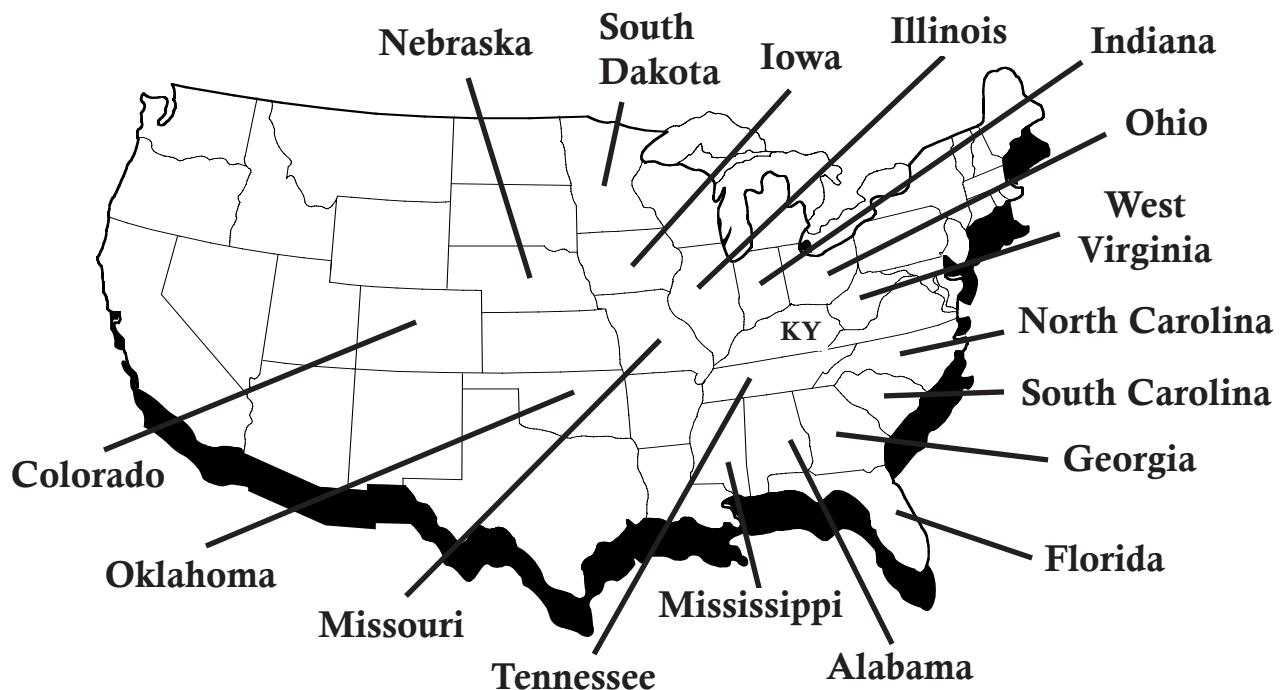 Nebraska
South
Dakota
Iowa
Illinois
Indiana
Ohio
West
Virginia
KY
North Carolina
South Carolina
Georgia
Florida
Colorado
Oklahoma
Missouri
Mississippi
Tennessee
Alabama